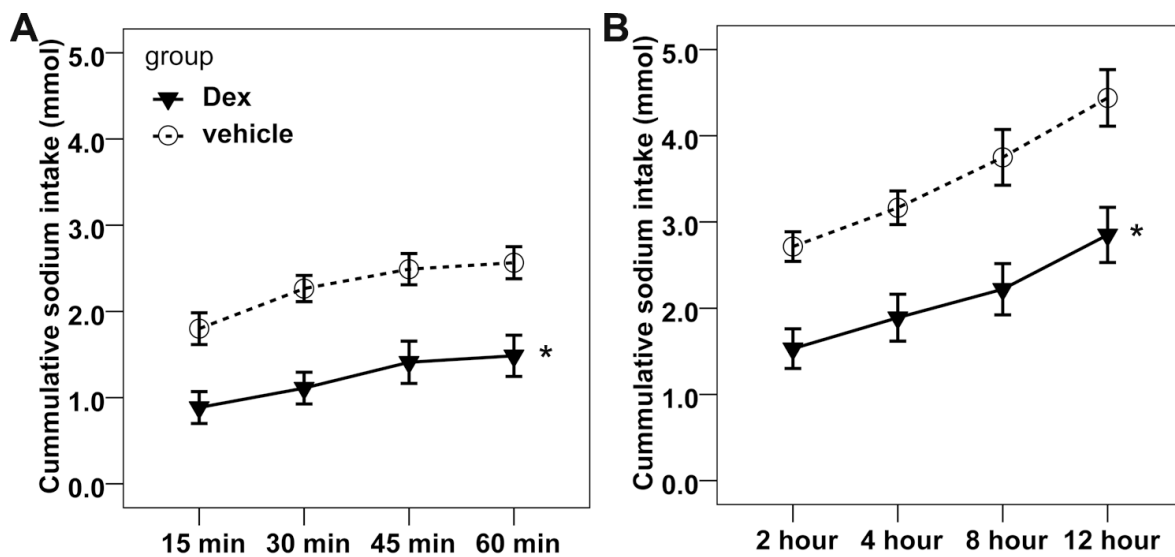 A
Cummulative sodium intake (mmol)
5.0
4.0
3.0
2.0
1.0
0.0
group
Dex
vehicle
*
15 min 30 min 45 min 60 min
B
Cummulative sodium intake (mmol)
5.0
4.0
3.0
2.0
1.0
0.0
*
2 hour 4 hour 8 hour 12 hour